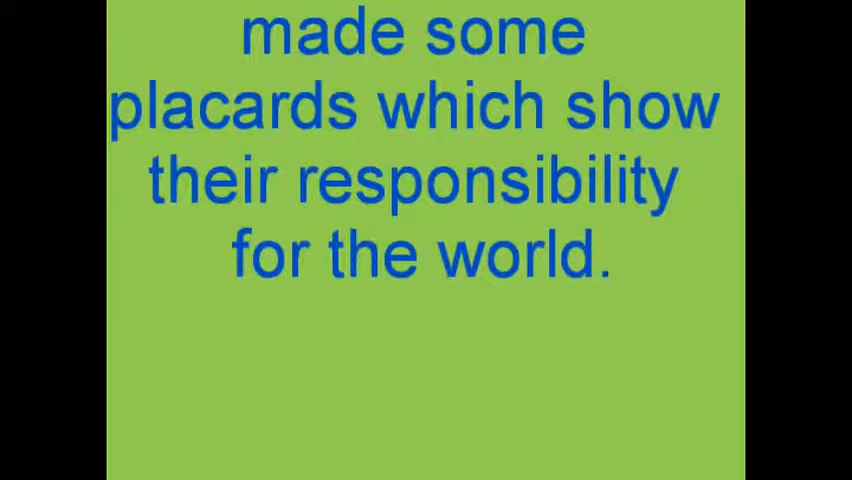 made some
placards which show
their responsibility
for the world.